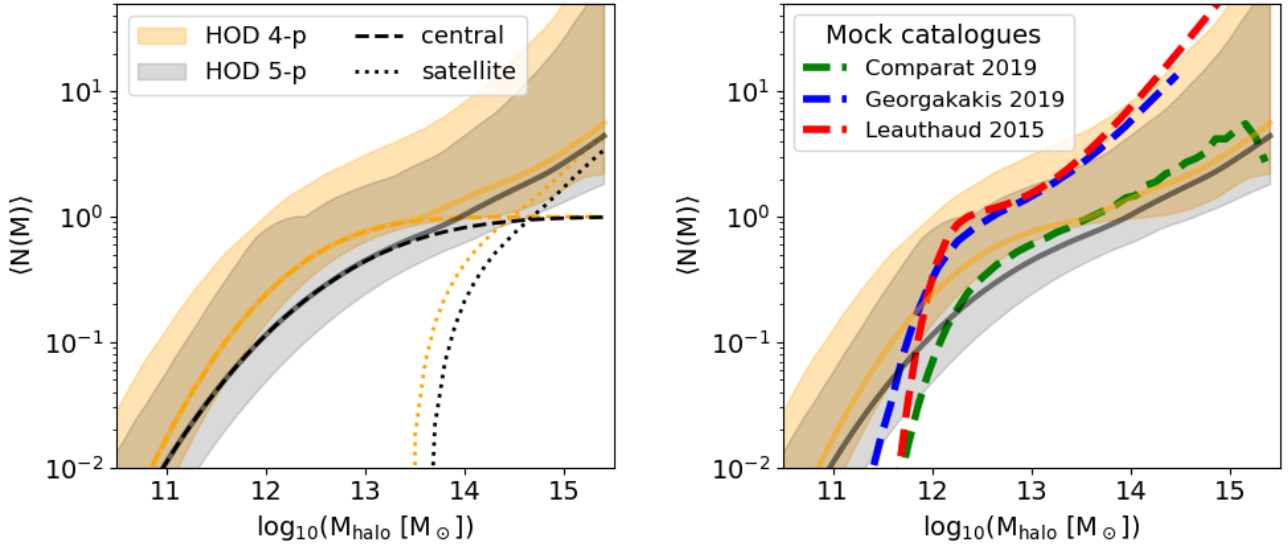 HOD 4-p
HOD 5-p
central
satellite
⟨N(M)⟩
10¹
10⁰
10⁻¹
10⁻²
11
12
13
14
15
log₁₀(M_halo [M_⊙])
Mock catalogues
Comparat 2019
Georgakakis 2019
Leauthaud 2015
⟨N(M)⟩
10¹
10⁰
10⁻¹
10⁻²
11
12
13
14
15
log₁₀(M_halo [M_⊙])